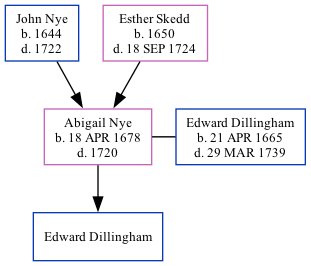 John Nye
b. 1644
d. 1722
Esther Skedd
b. 1650
d. 18 SEP 1724
Abigail Nye
b. 18 APR 1678
d. 1720
Edward Dillingham
b. 21 APR 1665
d. 29 MAR 1739
Edward Dillingham